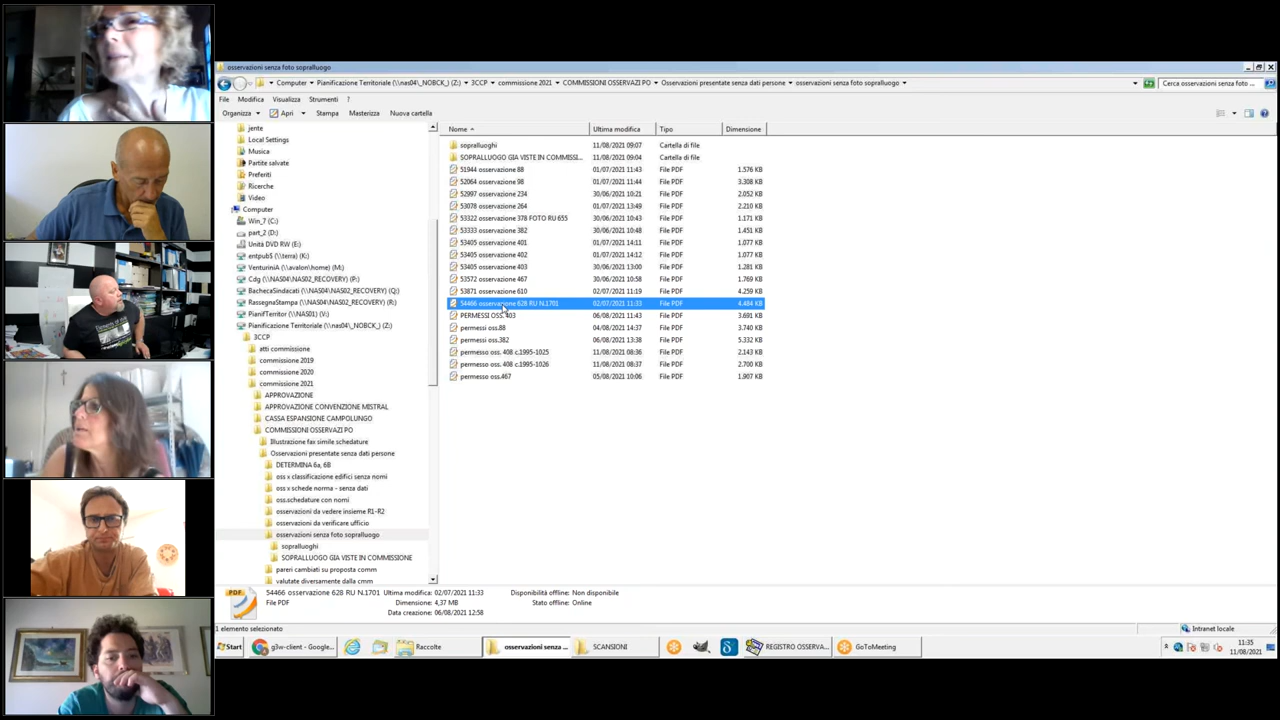 osservazioni senza foto sopralluogo
Computer Pianificazione Territoriale (\\nas04\_NOBCK_) (Z:) 3CCP commissione 2021 COMMISSIONI OSSERVAZI PO Osservazioni presentate senza dati persone osservazioni senza foto sopralluogo
Cerca osservazioni senza foto ...
File Modifica Visualizza Strumenti ?
Organizza Apri Stampa Masterizza Nuova cartella
Nome Ultima modifica Tipo Dimensione
jente
Local Settings
Musica
Partite salvate
Preferiti
Ricerche
Video
Computer
Win_7 (C:)
part_2 (D:)
Unità DVD RW (E:)
entpub$ (\\terra) (K:)
VenturiniA (\\avalon\home) (M:)
Cdg (\\NAS04\NAS02_RECOVERY) (P:)
BachecaSindacati (\\NAS04\NAS02_RECOVERY) (Q:)
RassegnaStampa (\\NAS04\NAS02_RECOVERY) (R:)
PianifTerritor (\\NAS01) (V:)
Pianificazione Territoriale (\\nas04\_NOBCK_) (Z:)
3CCP
atti commissione
commissione 2019
commissione 2020
commissione 2021
APPROVAZIONE
APPROVAZIONE CONVENZIONE MISTRAL
CASSA ESPANSIONE CAMPOLUNGO
COMMISSIONI OSSERVAZI PO
Illustrazione fax simile schedature
Osservazioni presentate senza dati persone
DETERMINA 6a, 6B
oss x classificazione edifici senza nomi
oss x schede norma - senza dati
oss.schedature con nomi
osservazioni da vedere insieme R1-R2
osservazioni da verificare ufficio
osservazioni senza foto sopralluogo
sopralluoghi
SOPRALLUOGO GIA VISTE IN COMMISSIONE
pareri cambiati su proposta comm
valutate diversamente dalla cmm
sopralluoghi 11/08/2021 09:07 Cartella di file
SOPRALLUOGO GIA VISTE IN COMMISSI... 11/08/2021 09:04 Cartella di file
51944 osservazione 88 01/07/2021 11:43 File PDF 1.576 KB
52064 osservazione 98 01/07/2021 11:44 File PDF 3.308 KB
52997 osservazione 234 30/06/2021 10:21 File PDF 2.052 KB
53078 osservazione 264 01/07/2021 13:49 File PDF 2.210 KB
53322 osservazione 378 FOTO RU 655 30/06/2021 10:43 File PDF 1.171 KB
53333 osservazione 382 30/06/2021 10:48 File PDF 1.451 KB
53405 osservazione 401 01/07/2021 14:11 File PDF 1.077 KB
53405 osservazione 402 01/07/2021 14:12 File PDF 1.077 KB
53405 osservazione 403 30/06/2021 13:00 File PDF 1.281 KB
53572 osservazione 467 30/06/2021 10:58 File PDF 1.769 KB
53871 osservazione 610 02/07/2021 11:19 File PDF 4.259 KB
54466 osservazione 628 RU N.1701 02/07/2021 11:33 File PDF 4.484 KB
PERMESSI OSS. 403 06/08/2021 11:43 File PDF 3.691 KB
permessi oss.88 04/08/2021 14:37 File PDF 3.740 KB
permessi oss.382 06/08/2021 13:38 File PDF 5.332 KB
permesso oss. 408 c.1995-1025 11/08/2021 08:36 File PDF 2.143 KB
permesso oss. 408 c.1995-1026 11/08/2021 08:37 File PDF 2.700 KB
permesso oss.467 05/08/2021 10:06 File PDF 1.907 KB
PDF
54466 osservazione 628 RU N.1701 Ultima modifica: 02/07/2021 11:33 Disponibilità offline: Non disponibile
File PDF Dimensione: 4,37 MB Stato offline: Online
Data creazione: 06/08/2021 12:58
1 elemento selezionato Intranet locale
Start g3w-client - Google... Raccolte osservazioni senza ... SCANSIONI REGISTRO OSSERVA... GoToMeeting
11:35
11/08/2021